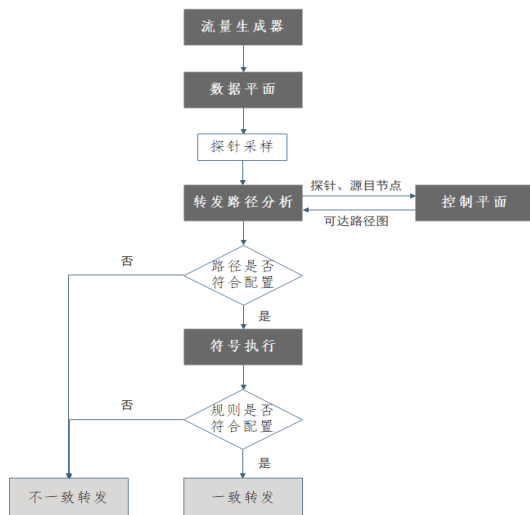 流量生成器
数据平面
探针采样
探针、源目节点
转发路径分析
控制平面
可达路径图
否
路径是否
符合配置
是
符号执行
否
规则是否
符合配置
是
不一致转发
一致转发